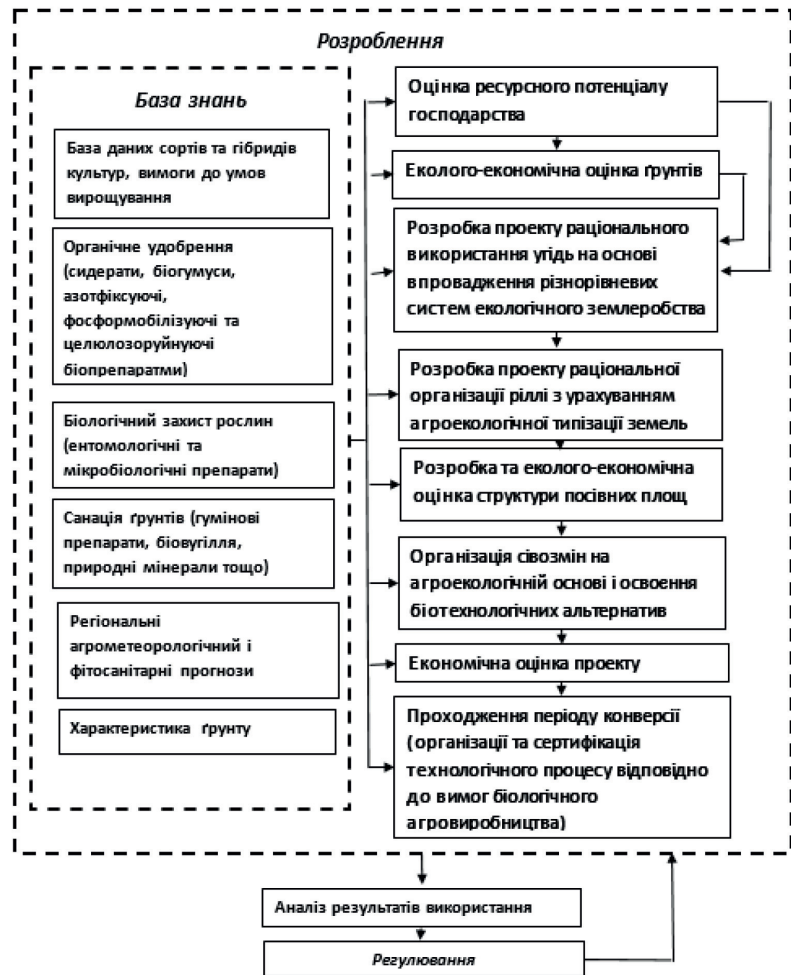 Розроблення
База знань
База даних сортів та гібридів
культур, вимоги до умов
вирощування
Органічне удобрення
(сидерати, біогумуси,
азотфіксуючі,
фосформобілізуючі та
целюлозоруйнуючі
біопрепаратми)
Біологічний захист рослин
(ентомологічні та
мікробіологічні препарати)
Санація ґрунтів (гумінові
препарати, біовугілля,
природні мінерали тощо)
Регіональні
агрометеорологічний і
фітосанітарні прогнози
Характеристика ґрунту
Оцінка ресурсного потенціалу
господарства
Еколого-економічна оцінка ґрунтів
Розробка проекту раціонального
використання угідь на основі
впровадження різнорівневих
систем екологічного землеробства
Розробка проекту раціональної
організації ріллі з урахуванням
агроекологічної типізації земель
Розробка та еколого-економічна
оцінка структури посівних площ
Організація сівозмін на
агроекологічній основі і освоєння
біотехнологічних альтернатив
Економічна оцінка проекту
Проходження періоду конверсії
( організації та сертифікація
технологічного процесу відповідно
до вимог біологічного
агровиробництва)
Аналіз результатів використання
Регулювання